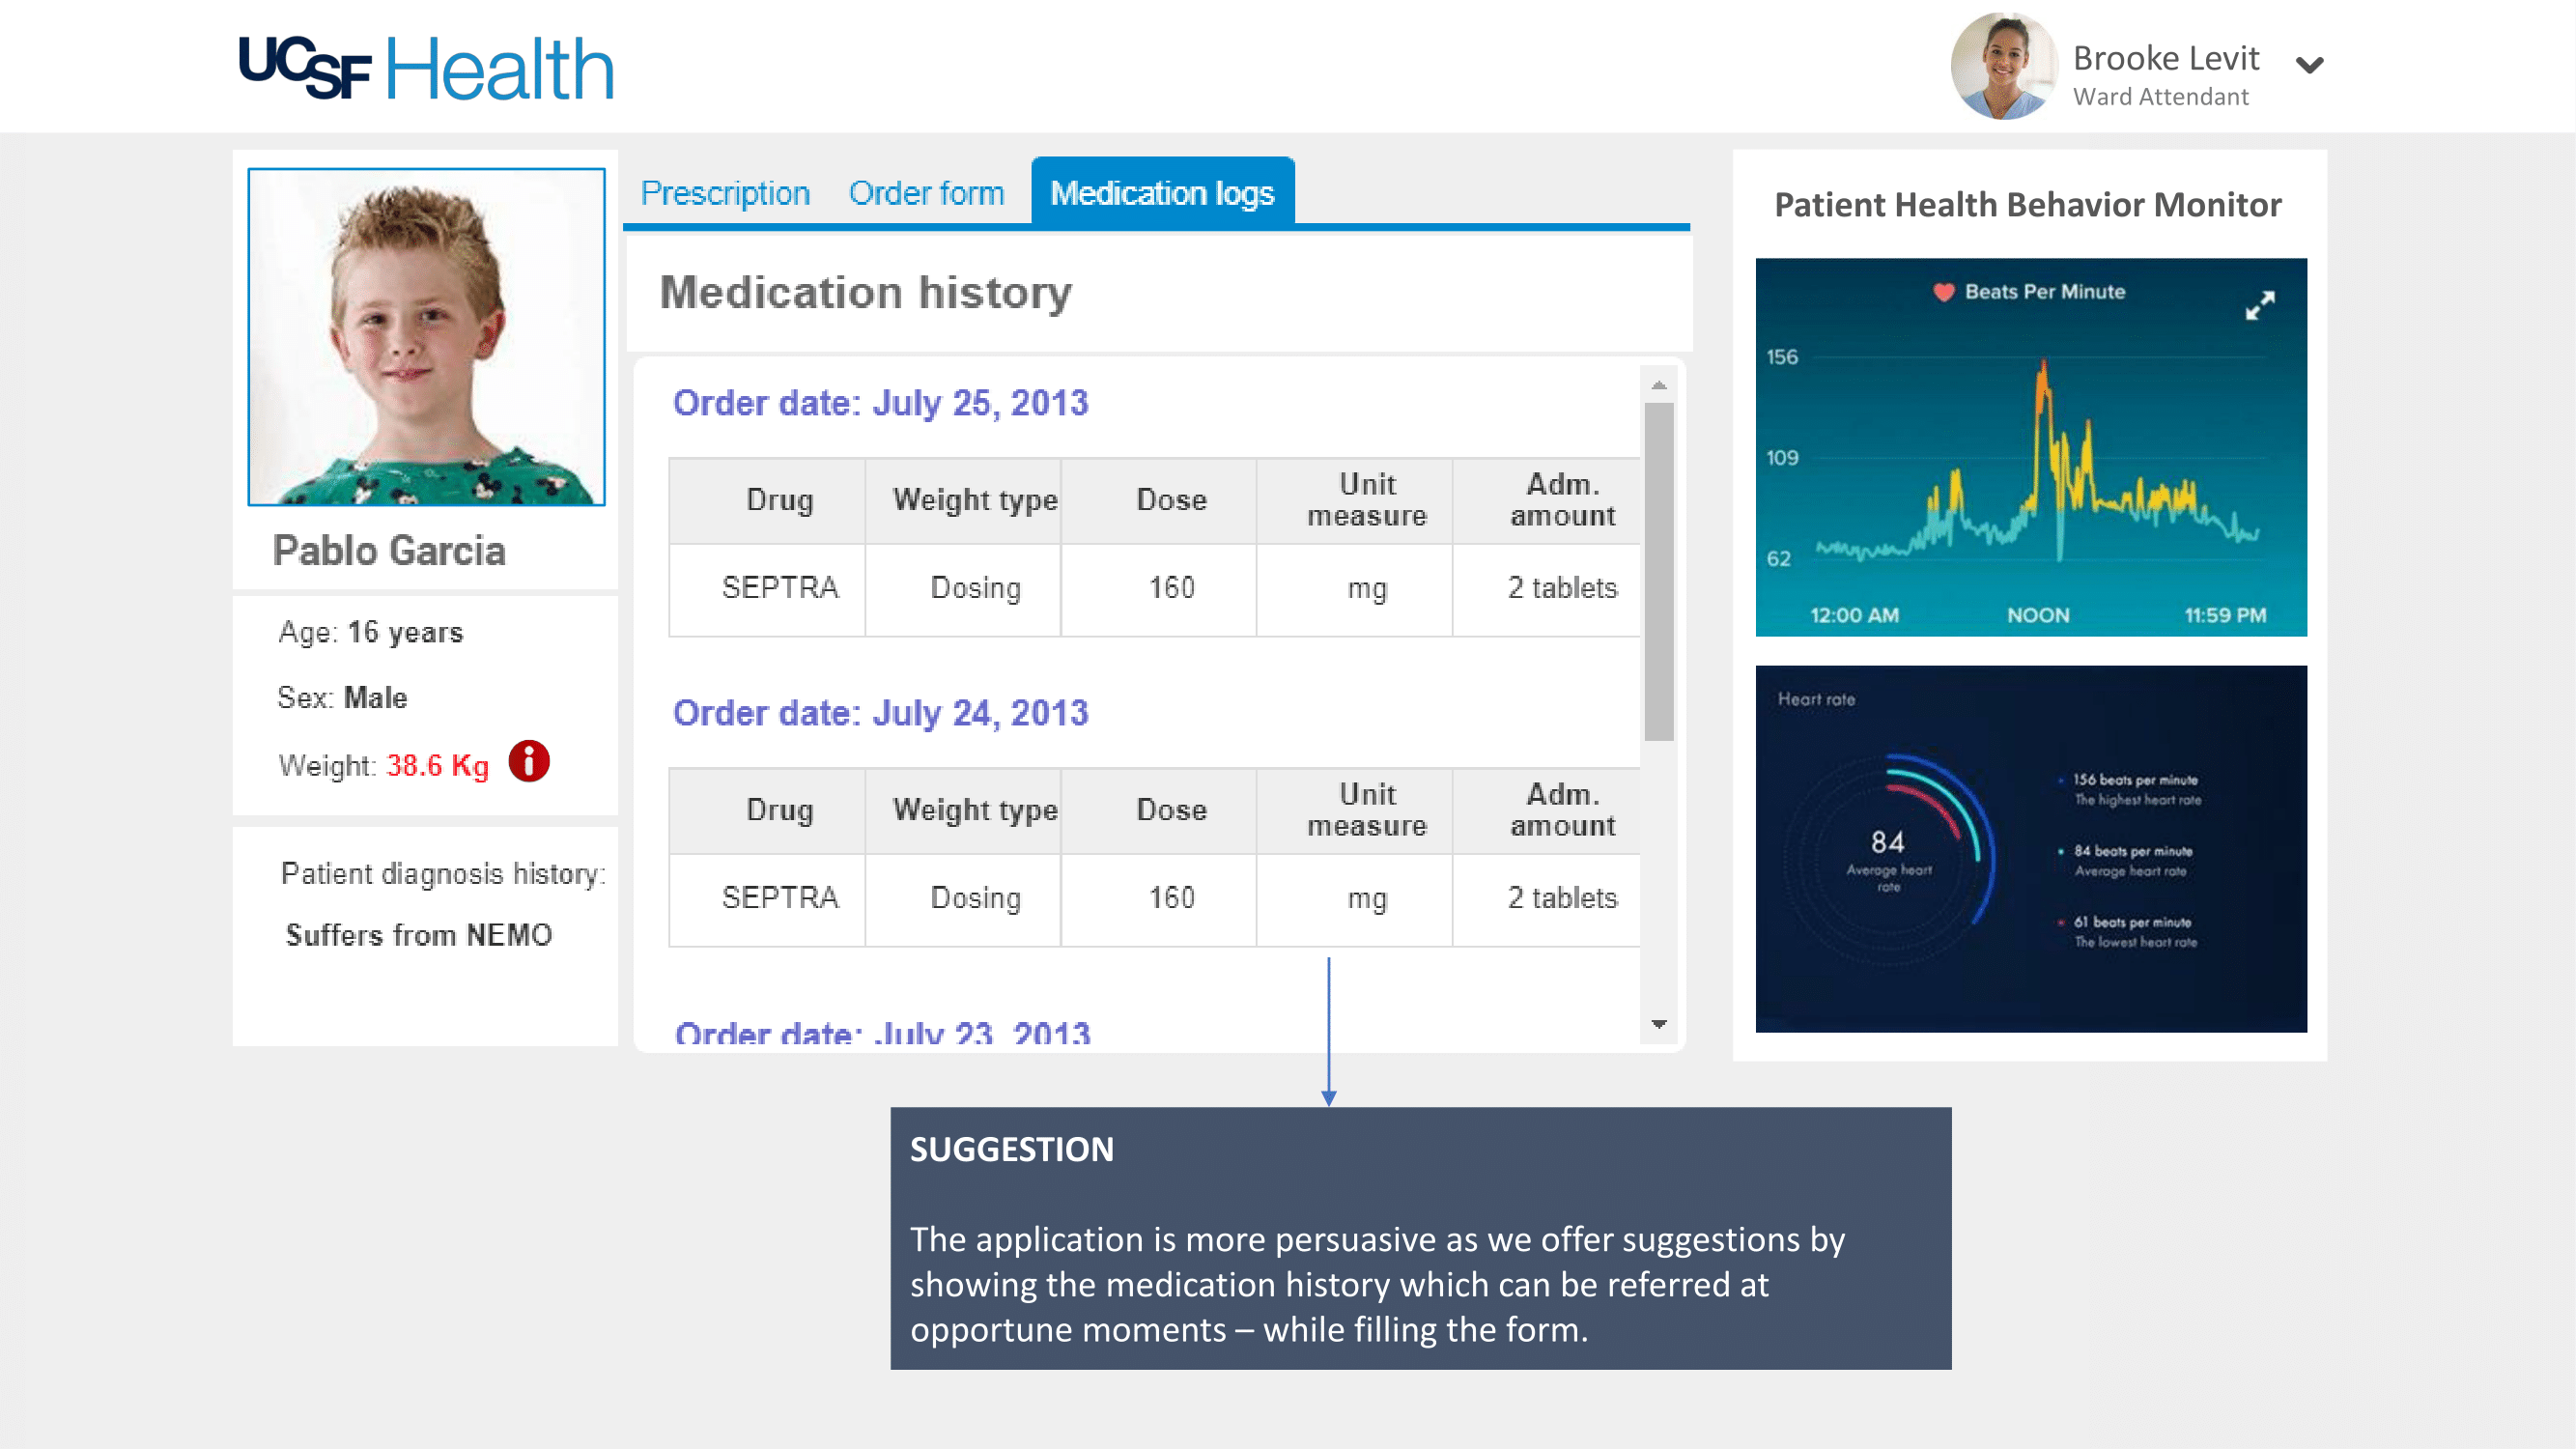 UCSF Health
Brooke Levit
Ward Attendant
Pablo Garcia
Age: 16 years
Sex: Male
Weight: 38.6 Kg
Patient diagnosis history:
Suffers from NEMO
Prescription Order form Medication logs
Medication history
Order date: July 25, 2013
Drug Weight type Dose Unit measure Adm. amount
SEPTRA Dosing 160 mg 2 tablets
Order date: July 24, 2013
Drug Weight type Dose Unit measure Adm. amount
SEPTRA Dosing 160 mg 2 tablets
Order date: July 23, 2013
Patient Health Behavior Monitor
Beats Per Minute
156
109
62
12:00 AM NOON 11:59 PM
Heart rate
84
Average heart
rate
156 beats per minute
The highest heart rate
84 beats per minute
Average heart rate
61 beats per minute
The lowest heart rate
SUGGESTION
The application is more persuasive as we offer suggestions by
showing the medication history which can be referred at
opportune moments – while filling the form.